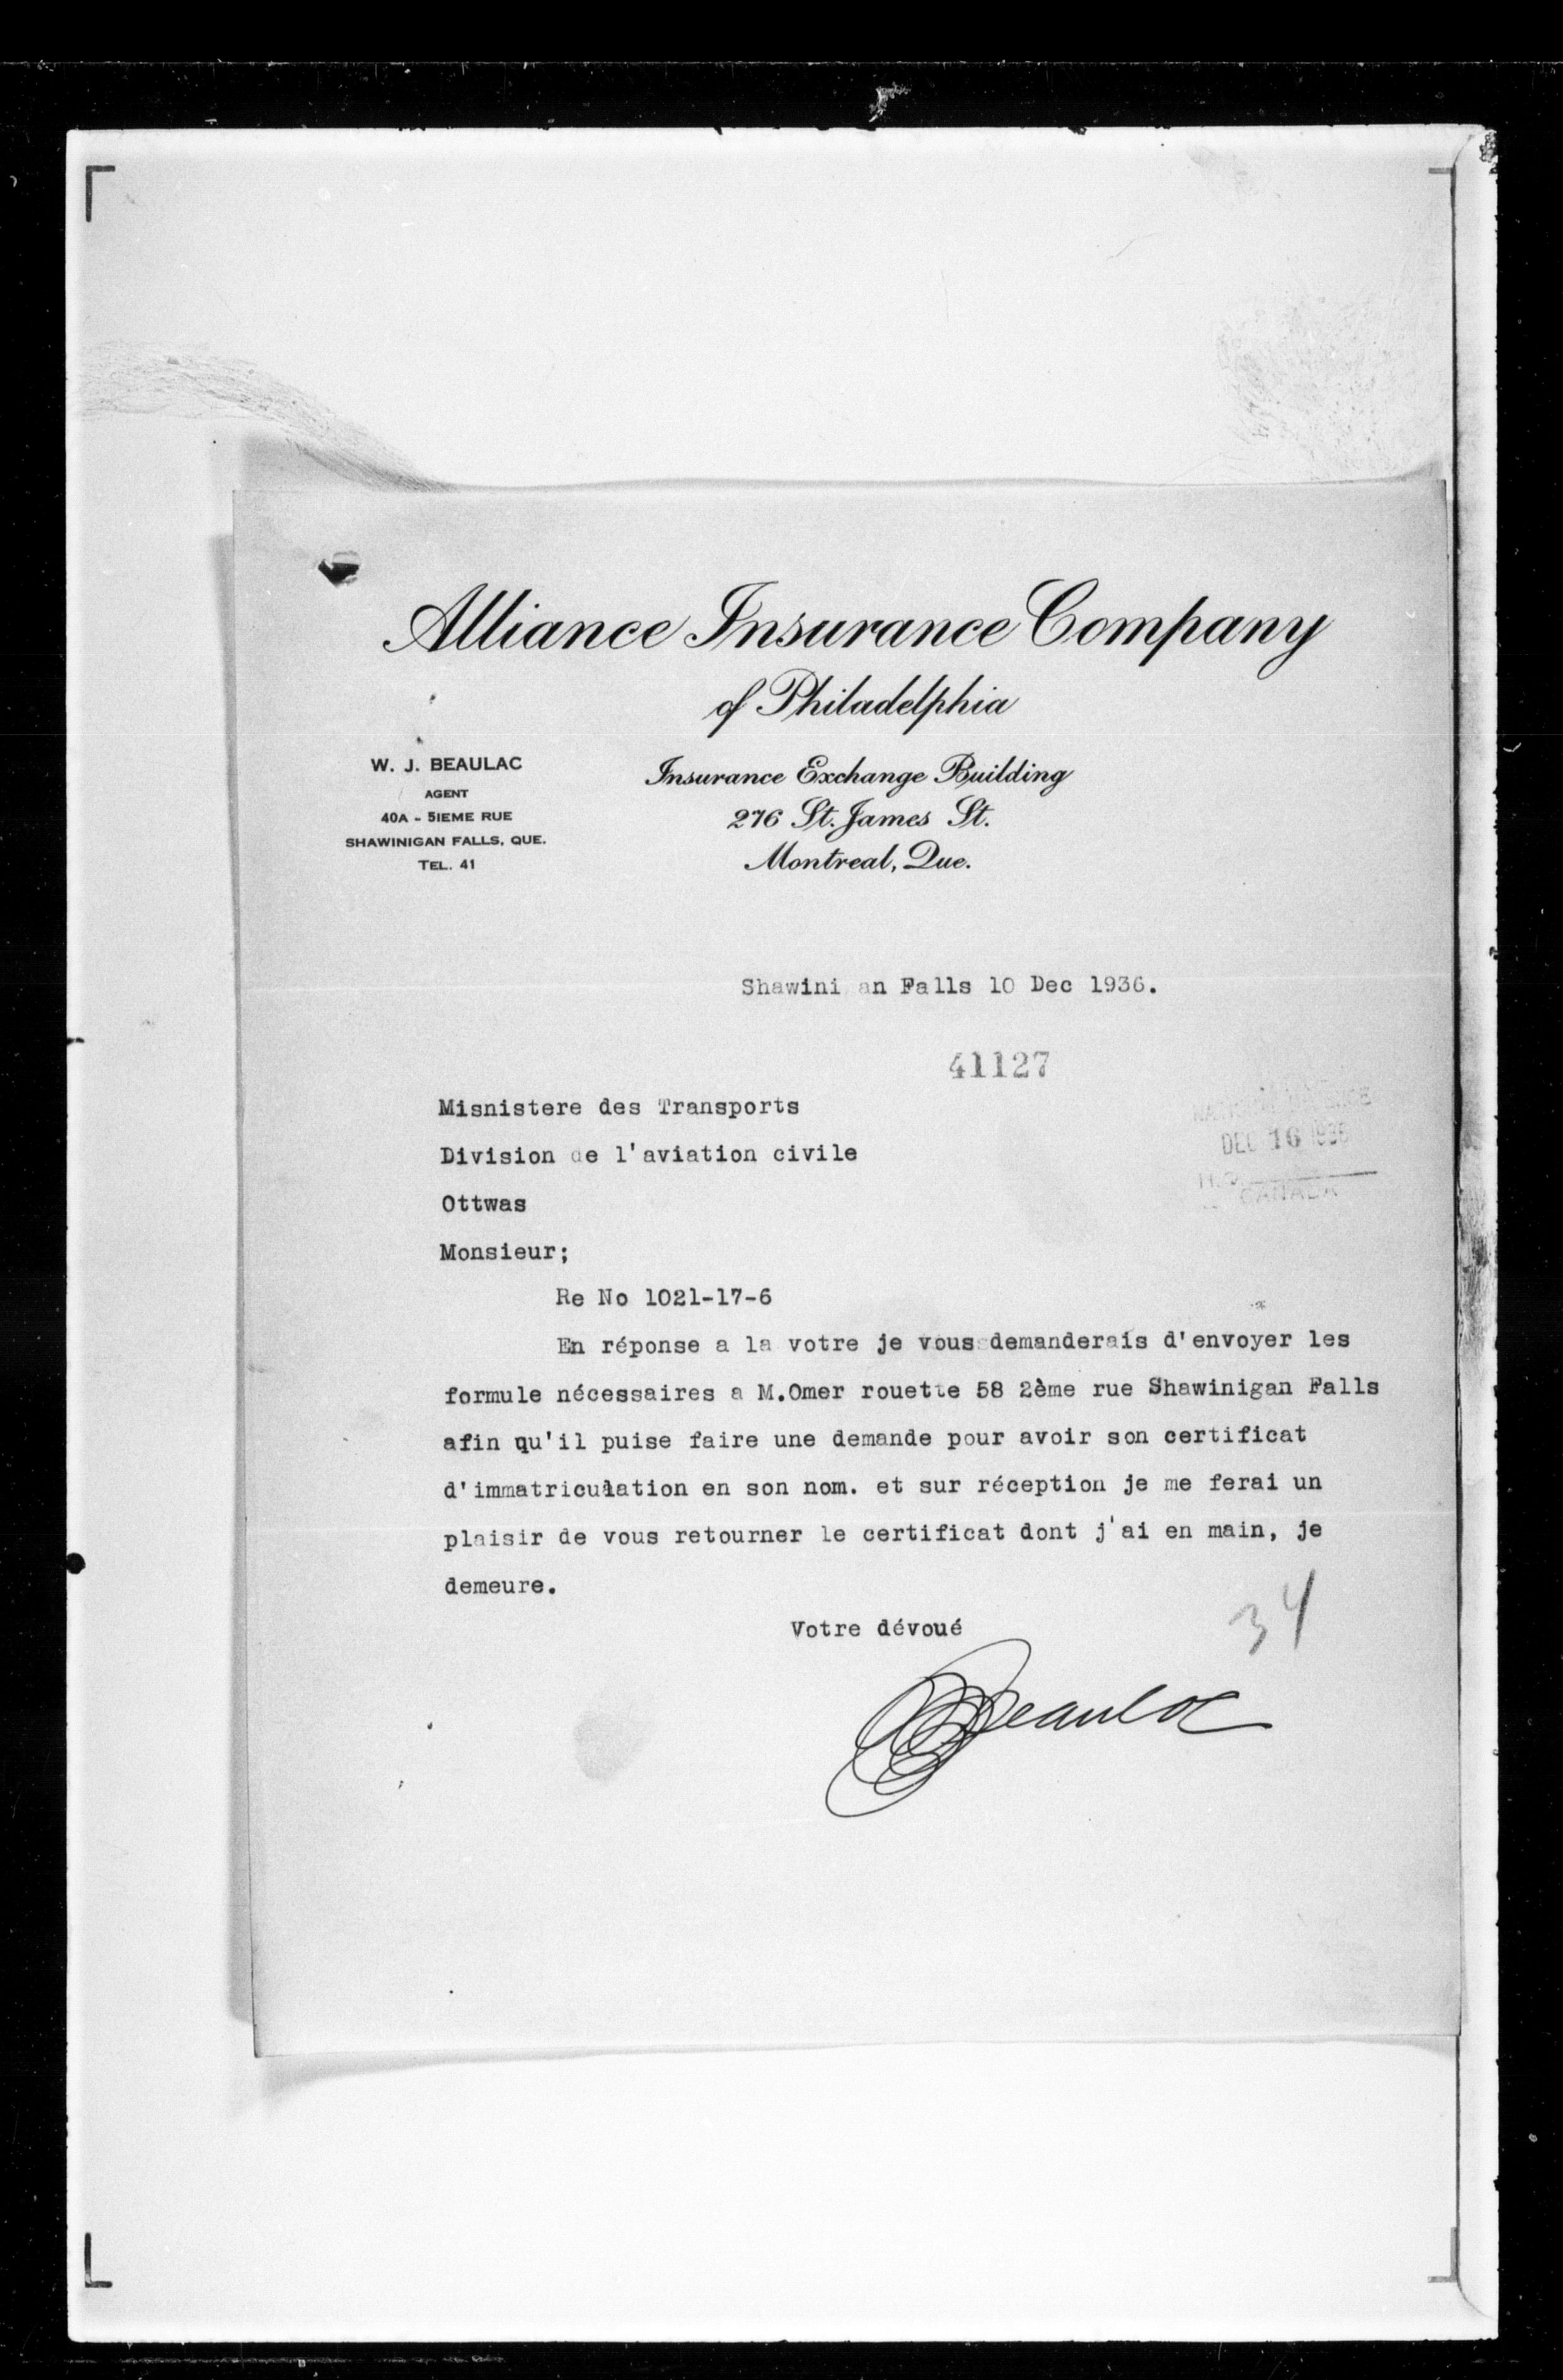 Alliance Insurance Company
of Philadelphia
W. J. BEAULAC
AGENT
40A - 5IEME RUE
SHAWINIGAN FALLS, QUE.
TEL. 41
Insurance Exchange Building
276 St. James St.
Montreal, Que.
Shawini an Falls 10 Dec 1936.
41127
Misnistere des Transports
DEC 16 1936
Division de l'aviation civile
CANADA
Ottwas
Monsieur;
Re No 1021-17-6
En réponse a la votre je vous demanderais d'envoyer les
formule nécessaires a M.Omer rouette 58 2ème rue Shawinigan Falls
afin qu'il puise faire une demande pour avoir son certificat
d'immatriculation en son nom. et sur réception je me ferai un
plaisir de vous retourner le certificat dont j'ai en main, je
demeure.
Votre dévoué
34
Beaulac